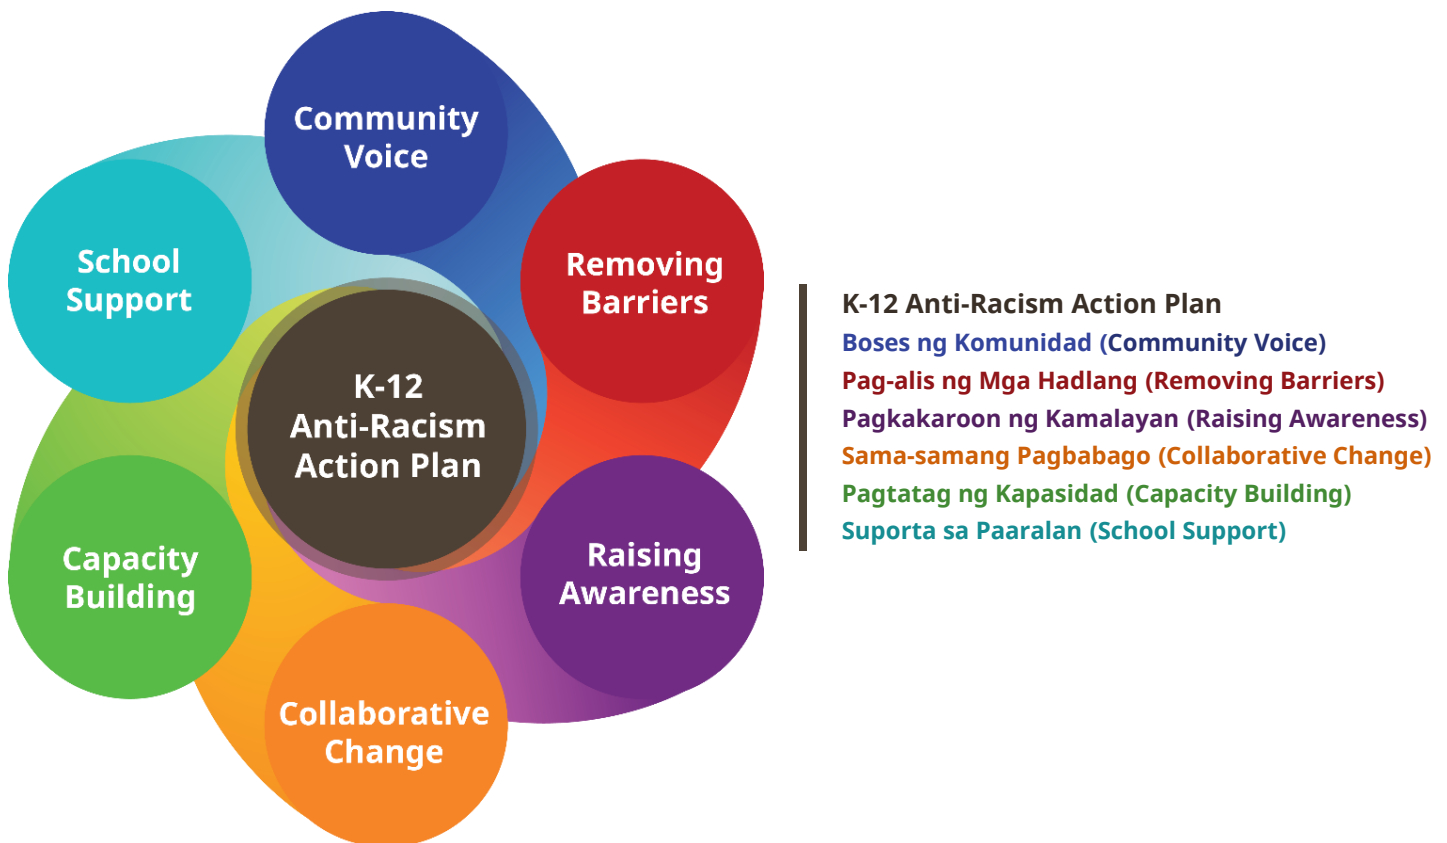 Community
Voice
Removing
Barriers
Raising
Awareness
Collaborative
Change
Capacity
Building
School
Support
K-12
Anti-Racism
Action Plan
K-12 Anti-Racism Action Plan
Boses ng Komunidad (Community Voice)
Pag-alis ng Mga Hadlang (Removing Barriers)
Pagkakaroon ng Kamalayan (Raising Awareness)
Sama-samang Pagbabago (Collaborative Change)
Pagtatag ng Kapasidad (Capacity Building)
Suporta sa Paaralan (School Support)